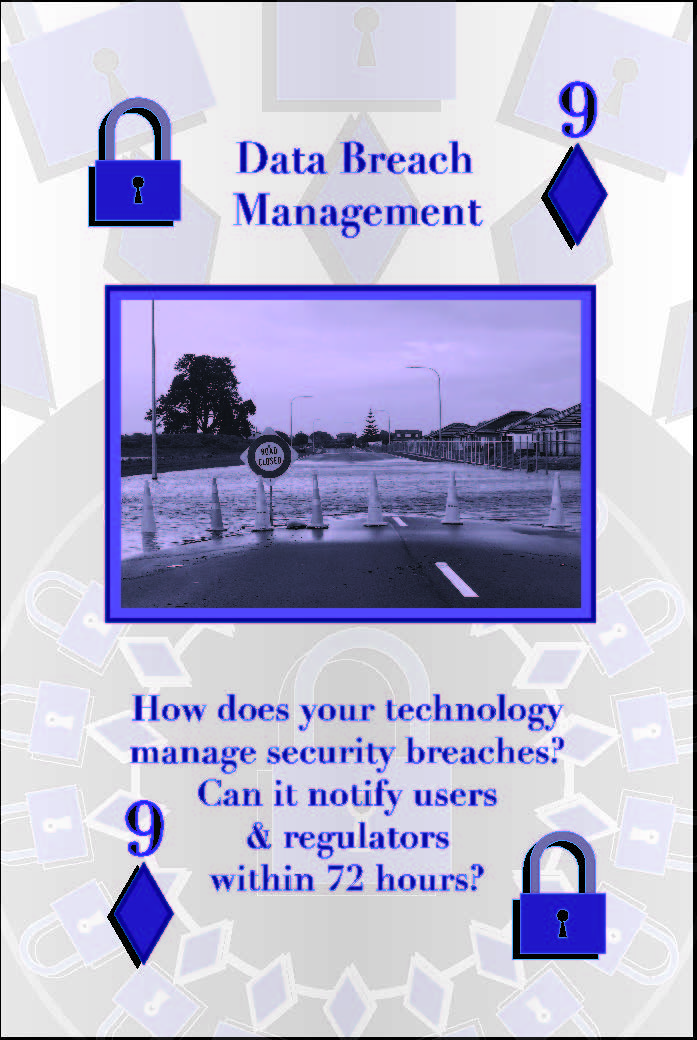 9
Data Breach
Management
ROAD
CLOSED
How does your technology
manage security breaches?
Can it notify users
& regulators
within 72 hours?
9